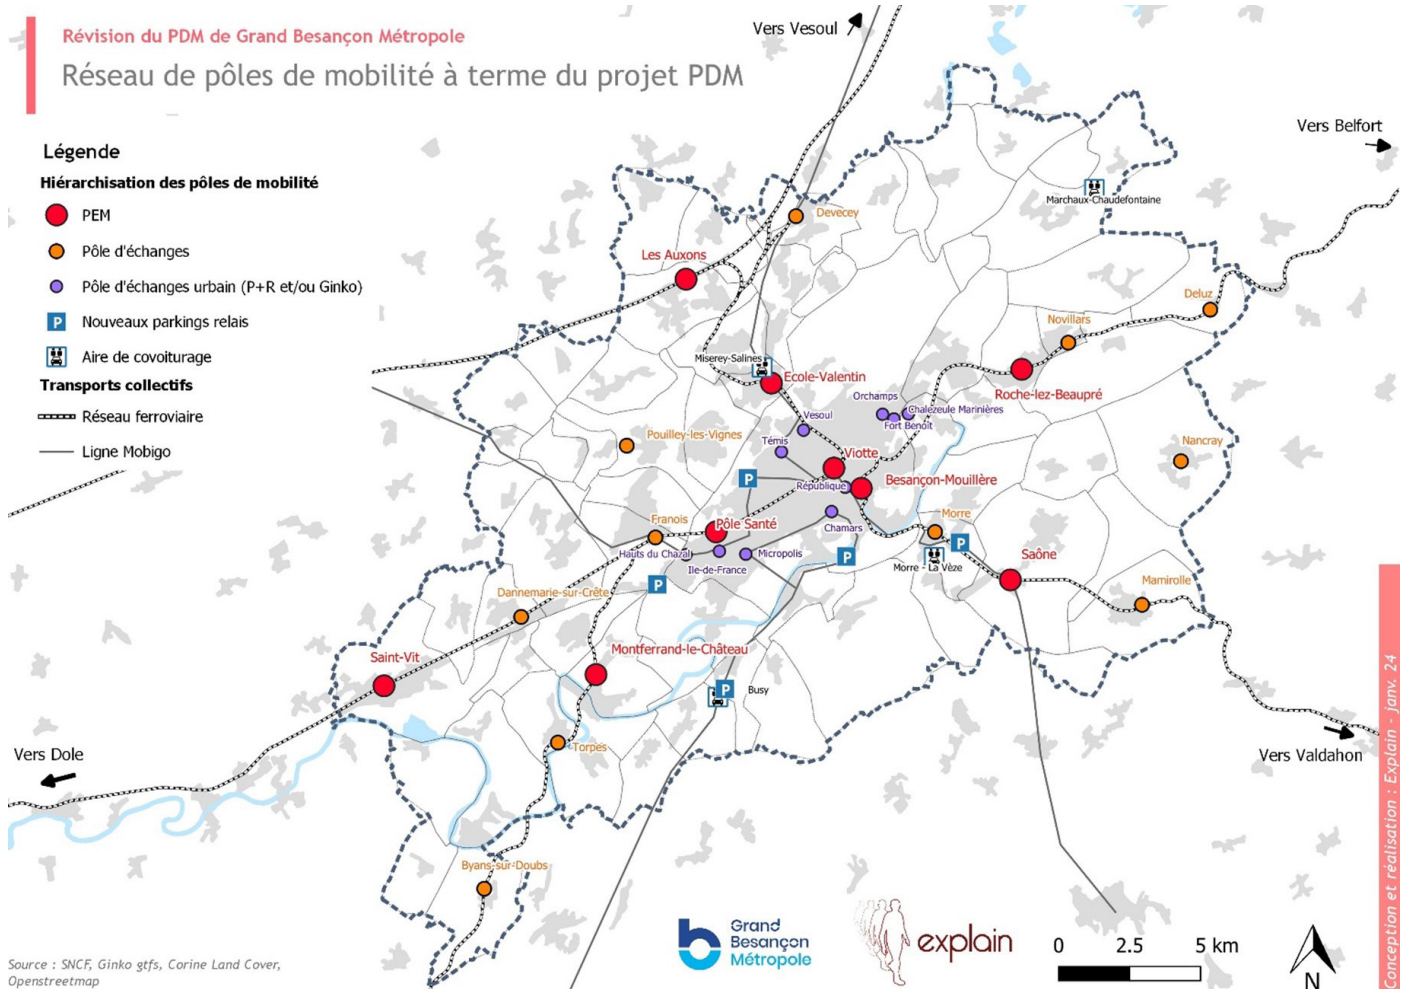 Révision du PDM de Grand Besançon Métropole
Réseau de pôles de mobilité à terme du projet PDM
Vers Vesoul
Vers Belfort
Légende
Hiérarchisation des pôles de mobilité
PEM
Pôle d'échanges
Pôle d'échanges urbain (P+R et/ou Ginko)
P
Nouveaux parkings relais
Aire de covoiturage
Transports collectifs
Réseau ferroviaire
Ligne Mobigo
Marchaux-Chaudefontaine
Devecey
Les Auxons
Deluz
Novillars
Miserey-Salines
Ecole-Valentin
Roche-lez-Beaupré
Orchamps
Chalezeule Marinières
Fort Benoît
Vesoul
Témis
Pouilley-les-Vignes
Nancray
Viotte
P
République
Besançon-Mouillère
Franois
Pôle Santé
Chamars
Morre
P
Hauts du Chazal
Micropolis
P
Ile-de-France
Morre - La Vèze
Saône
P
Dannemarie-sur-Crête
Mamirolle
Saint-Vit
Montferrand-le-Château
P
Busy
Torpes
Vers Dole
Vers Valdahon
Byans-sur-Doubs
Grand
Besançon
Métropole
explain
0 2.5 5 km
N
Source : SNCF, Ginko gtfs, Corine Land Cover,
Openstreetmap
Conception et réalisation : Explain - janv. 24